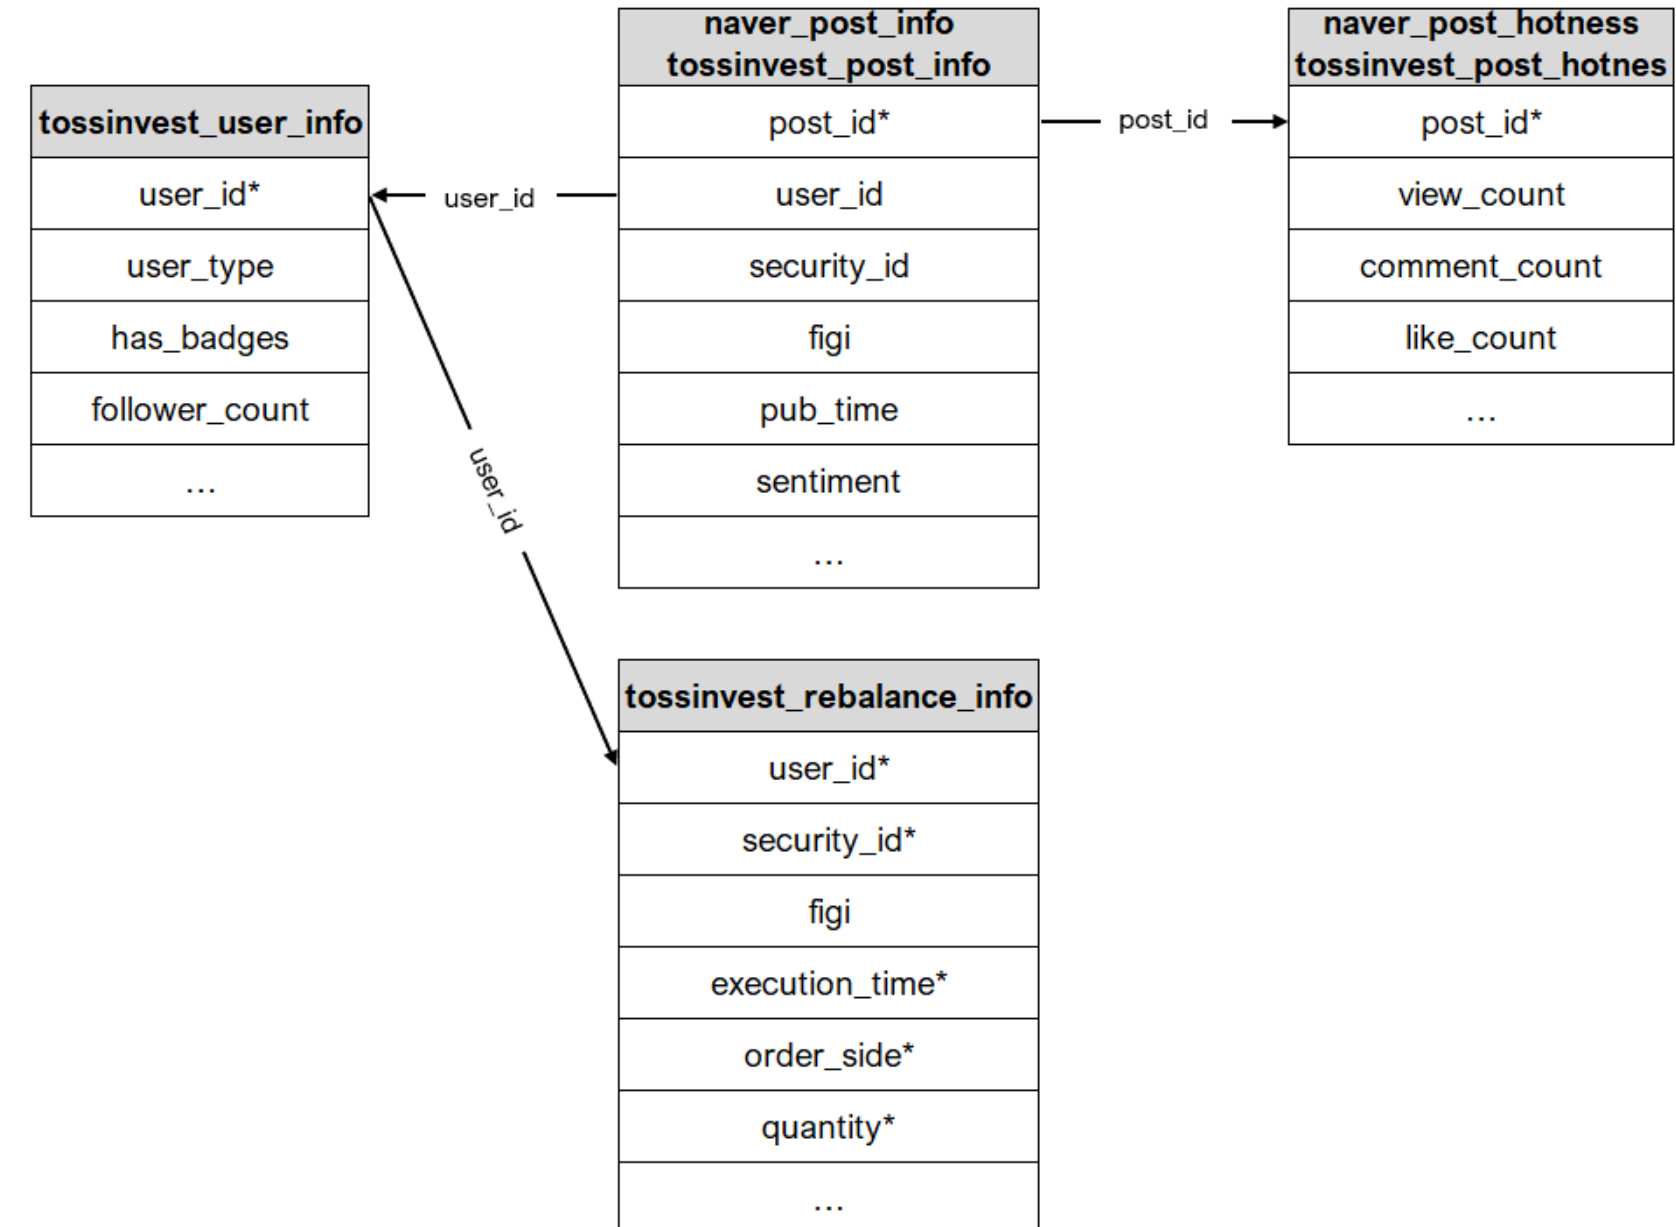 tossinvest_user_info
user_id*
user_type
has_badges
follower_count
...
user_id
user_id
naver_post_info
tossinvest_post_info
post_id*
user_id
security_id
figi
pub_time
sentiment
...
post_id
naver_post_hotness
tossinvest_post_hotnes
post_id*
view_count
comment_count
like_count
...
tossinvest_rebalance_info
user_id*
security_id*
figi
execution_time*
order_side*
quantity*
...